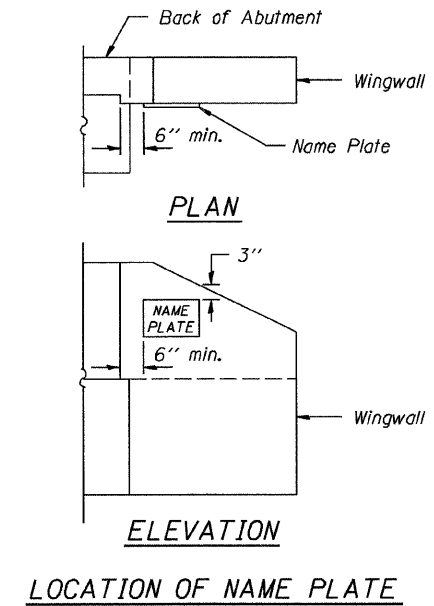 Back of Abutment
Wingwall
6" min.
Name Plate
PLAN
3"
NAME
PLATE
6" min.
Wingwall
ELEVATION
LOCATION OF NAME PLATE